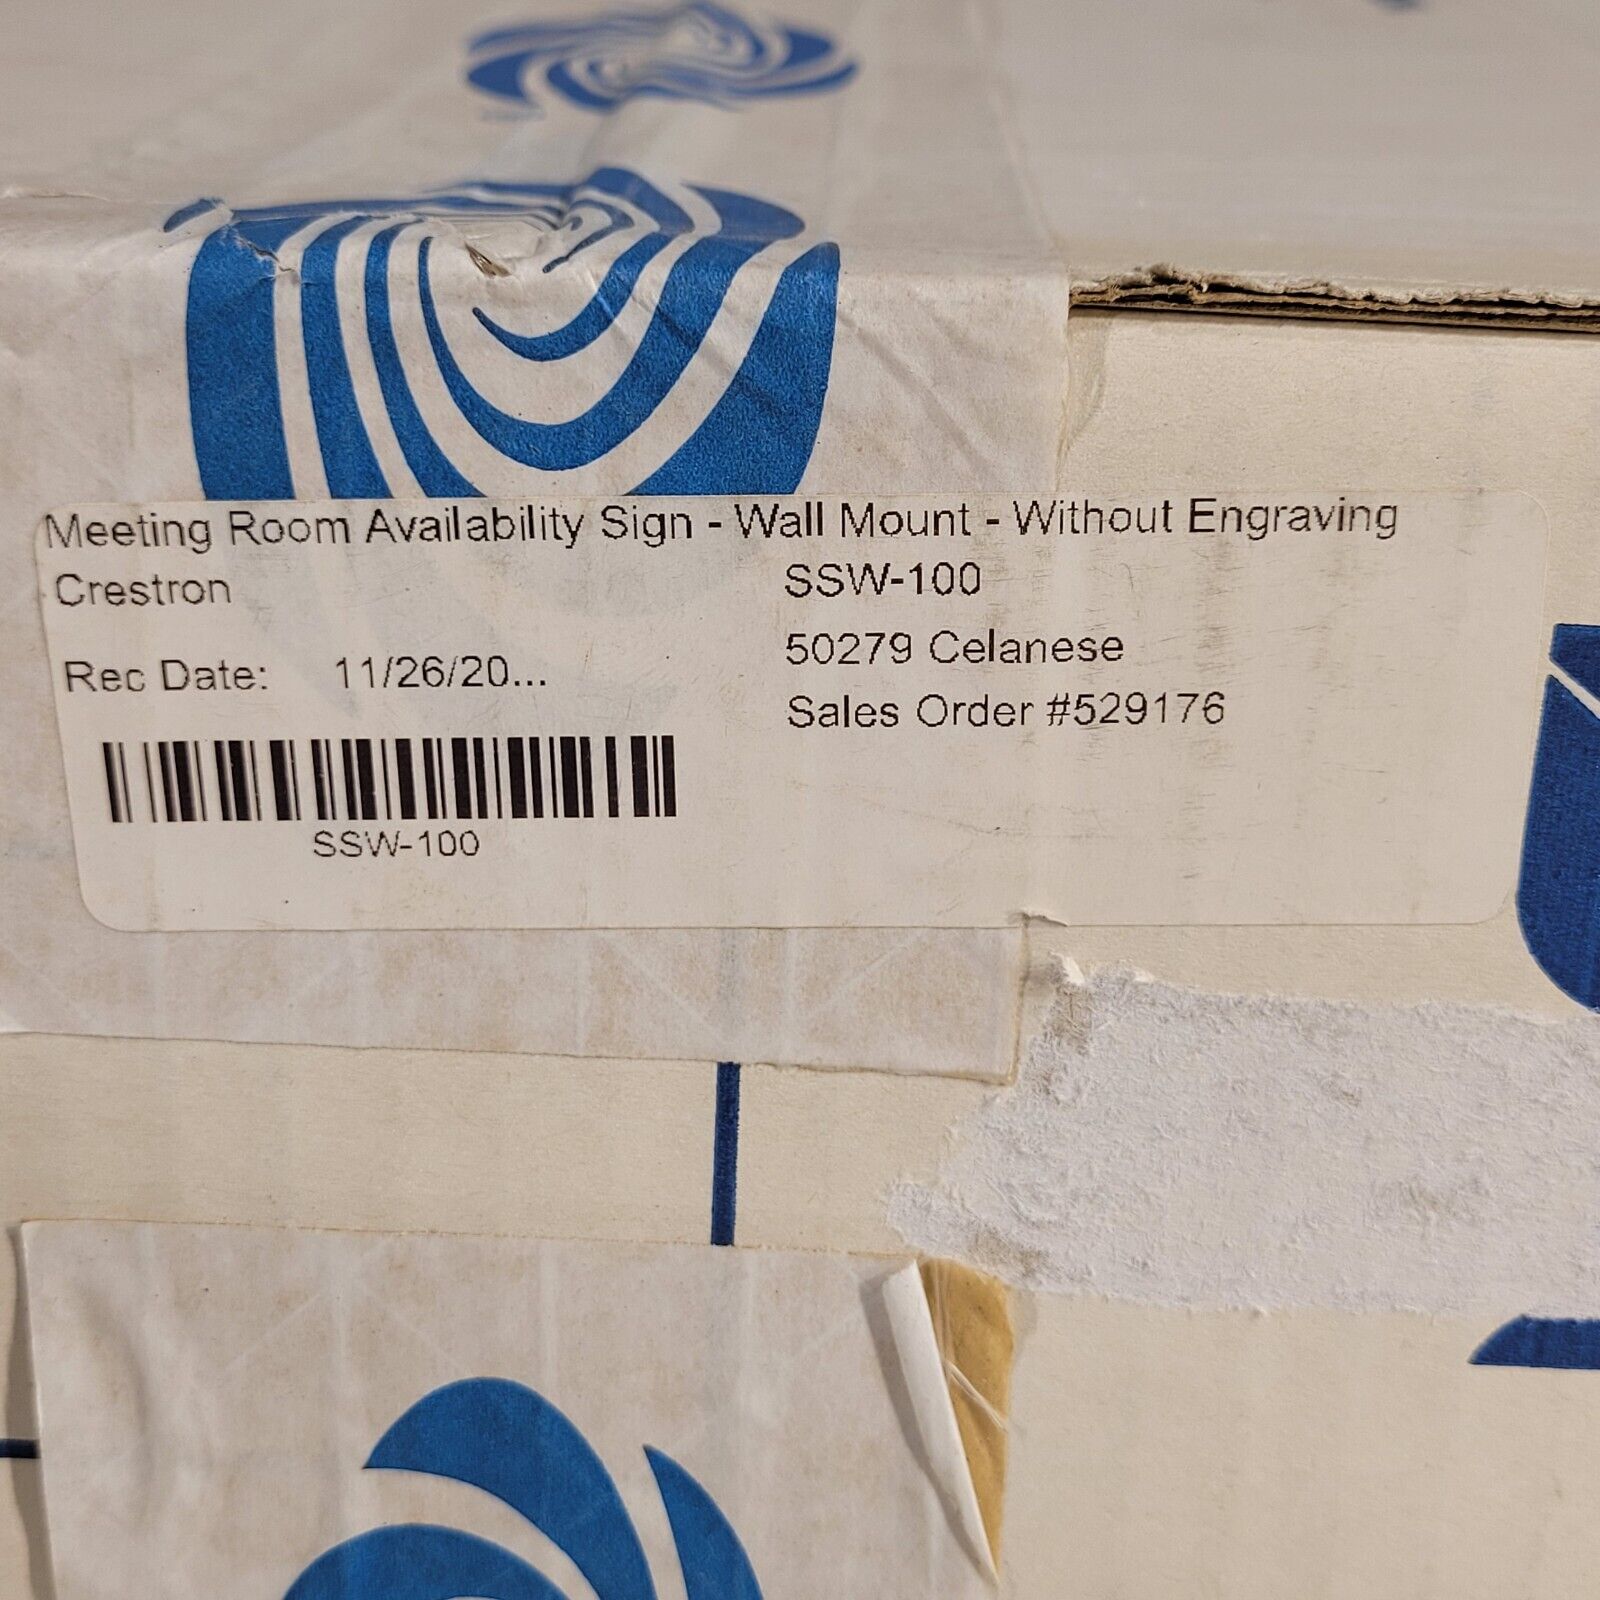 Meeting Room Availability Sign - Wall Mount - Without Engraving
Crestron SSW-100
50279 Celanese
Rec Date: 11/26/20...
Sales Order #529176
SSW-100